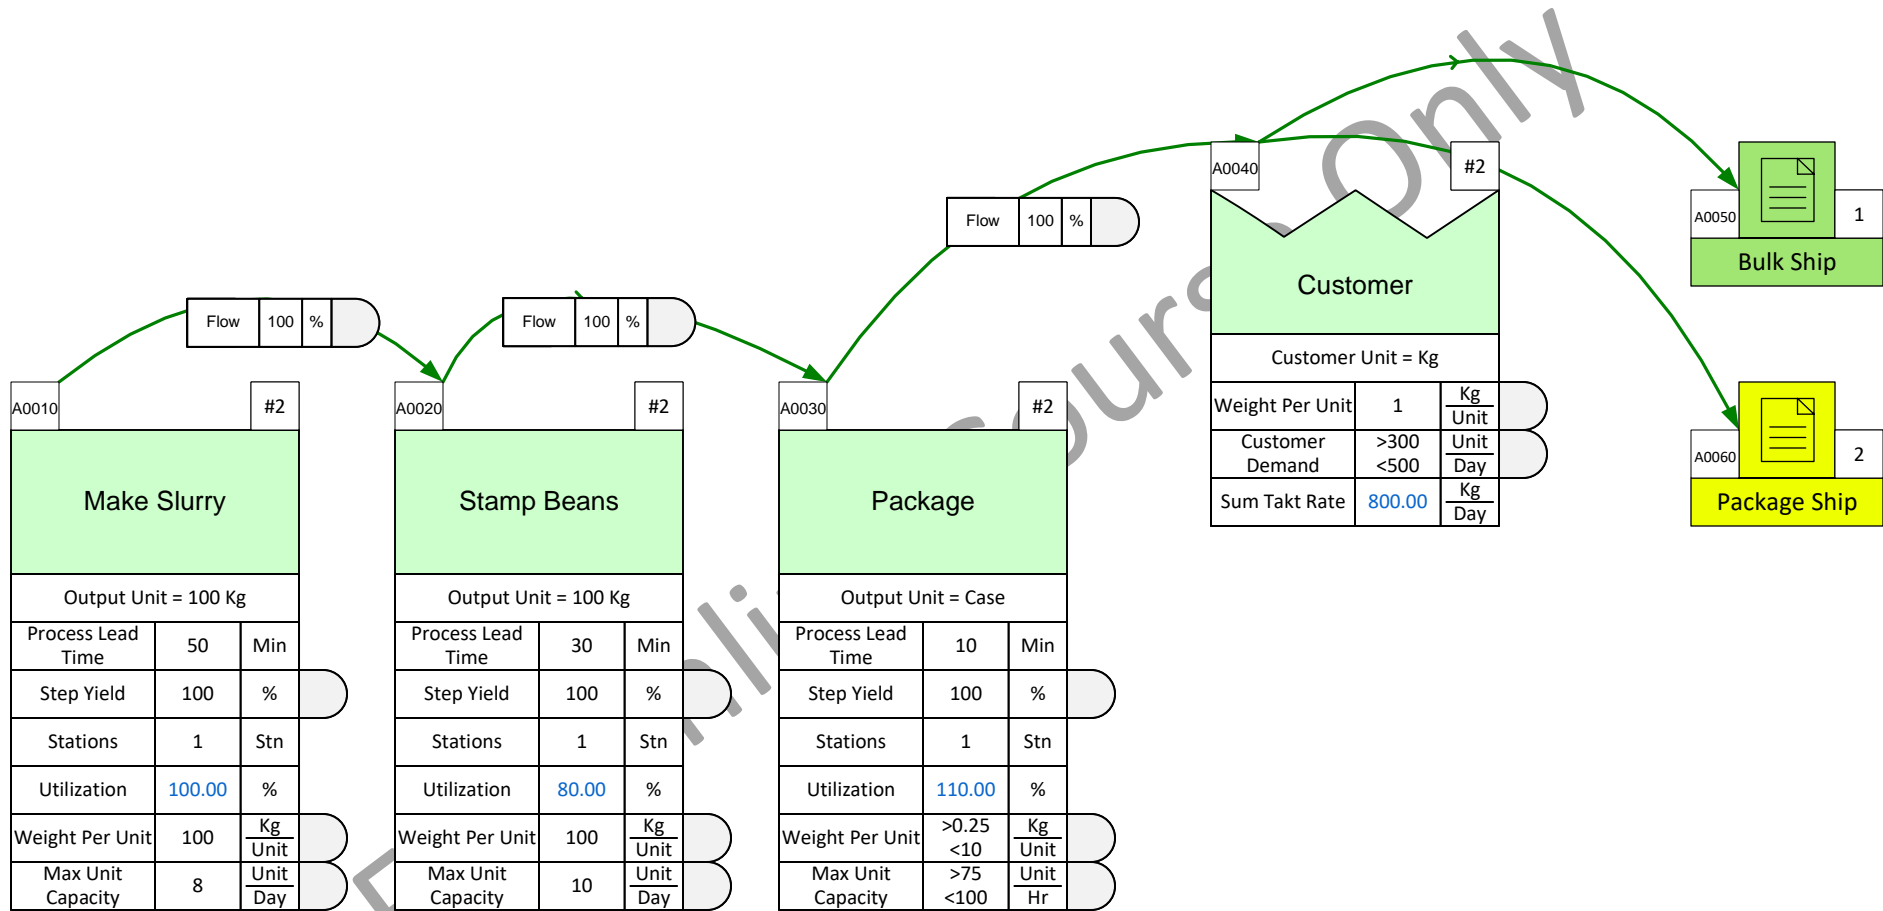 A0040
#2
Customer
Customer Unit = Kg
Weight Per Unit 1 Kg
Unit
Customer Demand >300
<500 Unit
Day
Sum Takt Rate 800.00 Kg
Day
A0050
1
Bulk Ship
A0060
2
Package Ship
Flow 100 %
Flow 100 %
Flow 100 %
A0010
#2
Make Slurry
Output Unit = 100 Kg
Process Lead
Time 50 Min
Step Yield 100 %
Stations 1 Stn
Utilization 100.00 %
Weight Per Unit 100 Kg
Unit
Max Unit
Capacity 8 Unit
Day
A0020
#2
Stamp Beans
Output Unit = 100 Kg
Process Lead
Time 30 Min
Step Yield 100 %
Stations 1 Stn
Utilization 80.00 %
Weight Per Unit 100 Kg
Unit
Max Unit
Capacity 10 Unit
Day
A0030
#2
Package
Output Unit = Case
Process Lead
Time 10 Min
Step Yield 100 %
Stations 1 Stn
Utilization 110.00 %
Weight Per Unit >0.25
<10 Kg
Unit
Max Unit
Capacity >75
<100 Unit
Hr
Only